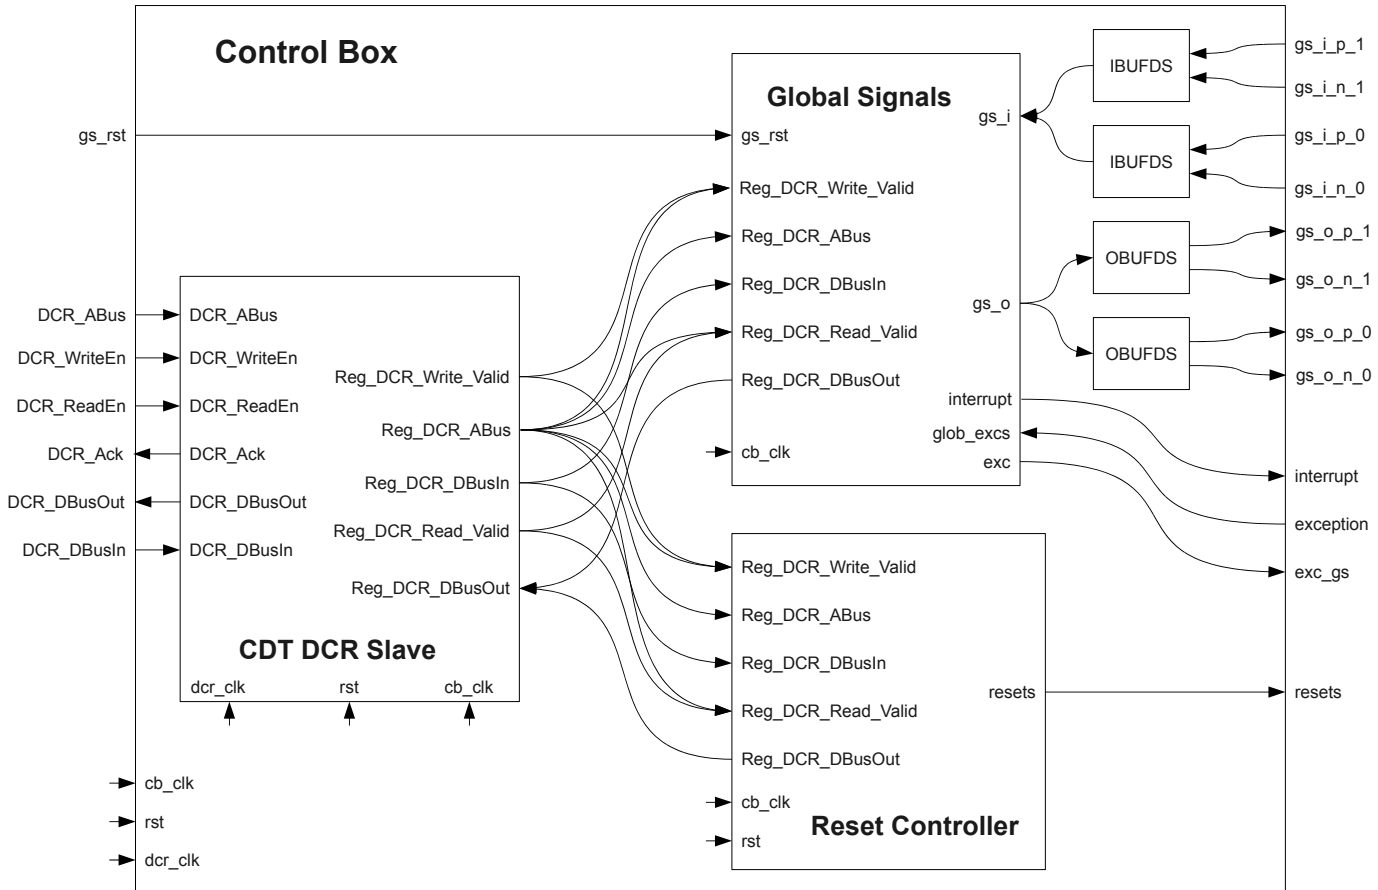 Control Box
gs_rst
DCR_ABus
DCR_WriteEn
DCR_ReadEn
DCR_Ack
DCR_DBusOut
DCR_DBusIn
DCR_ABus
DCR_WriteEn
DCR_ReadEn
DCR_Ack
DCR_DBusOut
DCR_DBusIn
Reg_DCR_Write_Valid
Reg_DCR_ABus
Reg_DCR_DBusIn
Reg_DCR_Read_Valid
Reg_DCR_DBusOut
CDT DCR Slave
dcr_clk rst cb_clk
cb_clk
rst
dcr_clk
Global Signals
gs_rst
Reg_DCR_Write_Valid
Reg_DCR_ABus
Reg_DCR_DBusIn
Reg_DCR_Read_Valid
Reg_DCR_DBusOut
cb_clk
gs_i
gs_o
interrupt
glob_excs
exc
Reg_DCR_Write_Valid
Reg_DCR_ABus
Reg_DCR_DBusIn
Reg_DCR_Read_Valid
Reg_DCR_DBusOut
cb_clk
rst
resets
Reset Controller
IBUFDS
IBUFDS
OBUFDS
OBUFDS
gs_i_p_1
gs_i_n_1
gs_i_p_0
gs_i_n_0
gs_o_p_1
gs_o_n_1
gs_o_p_0
gs_o_n_0
interrupt
exception
exc_gs
resets